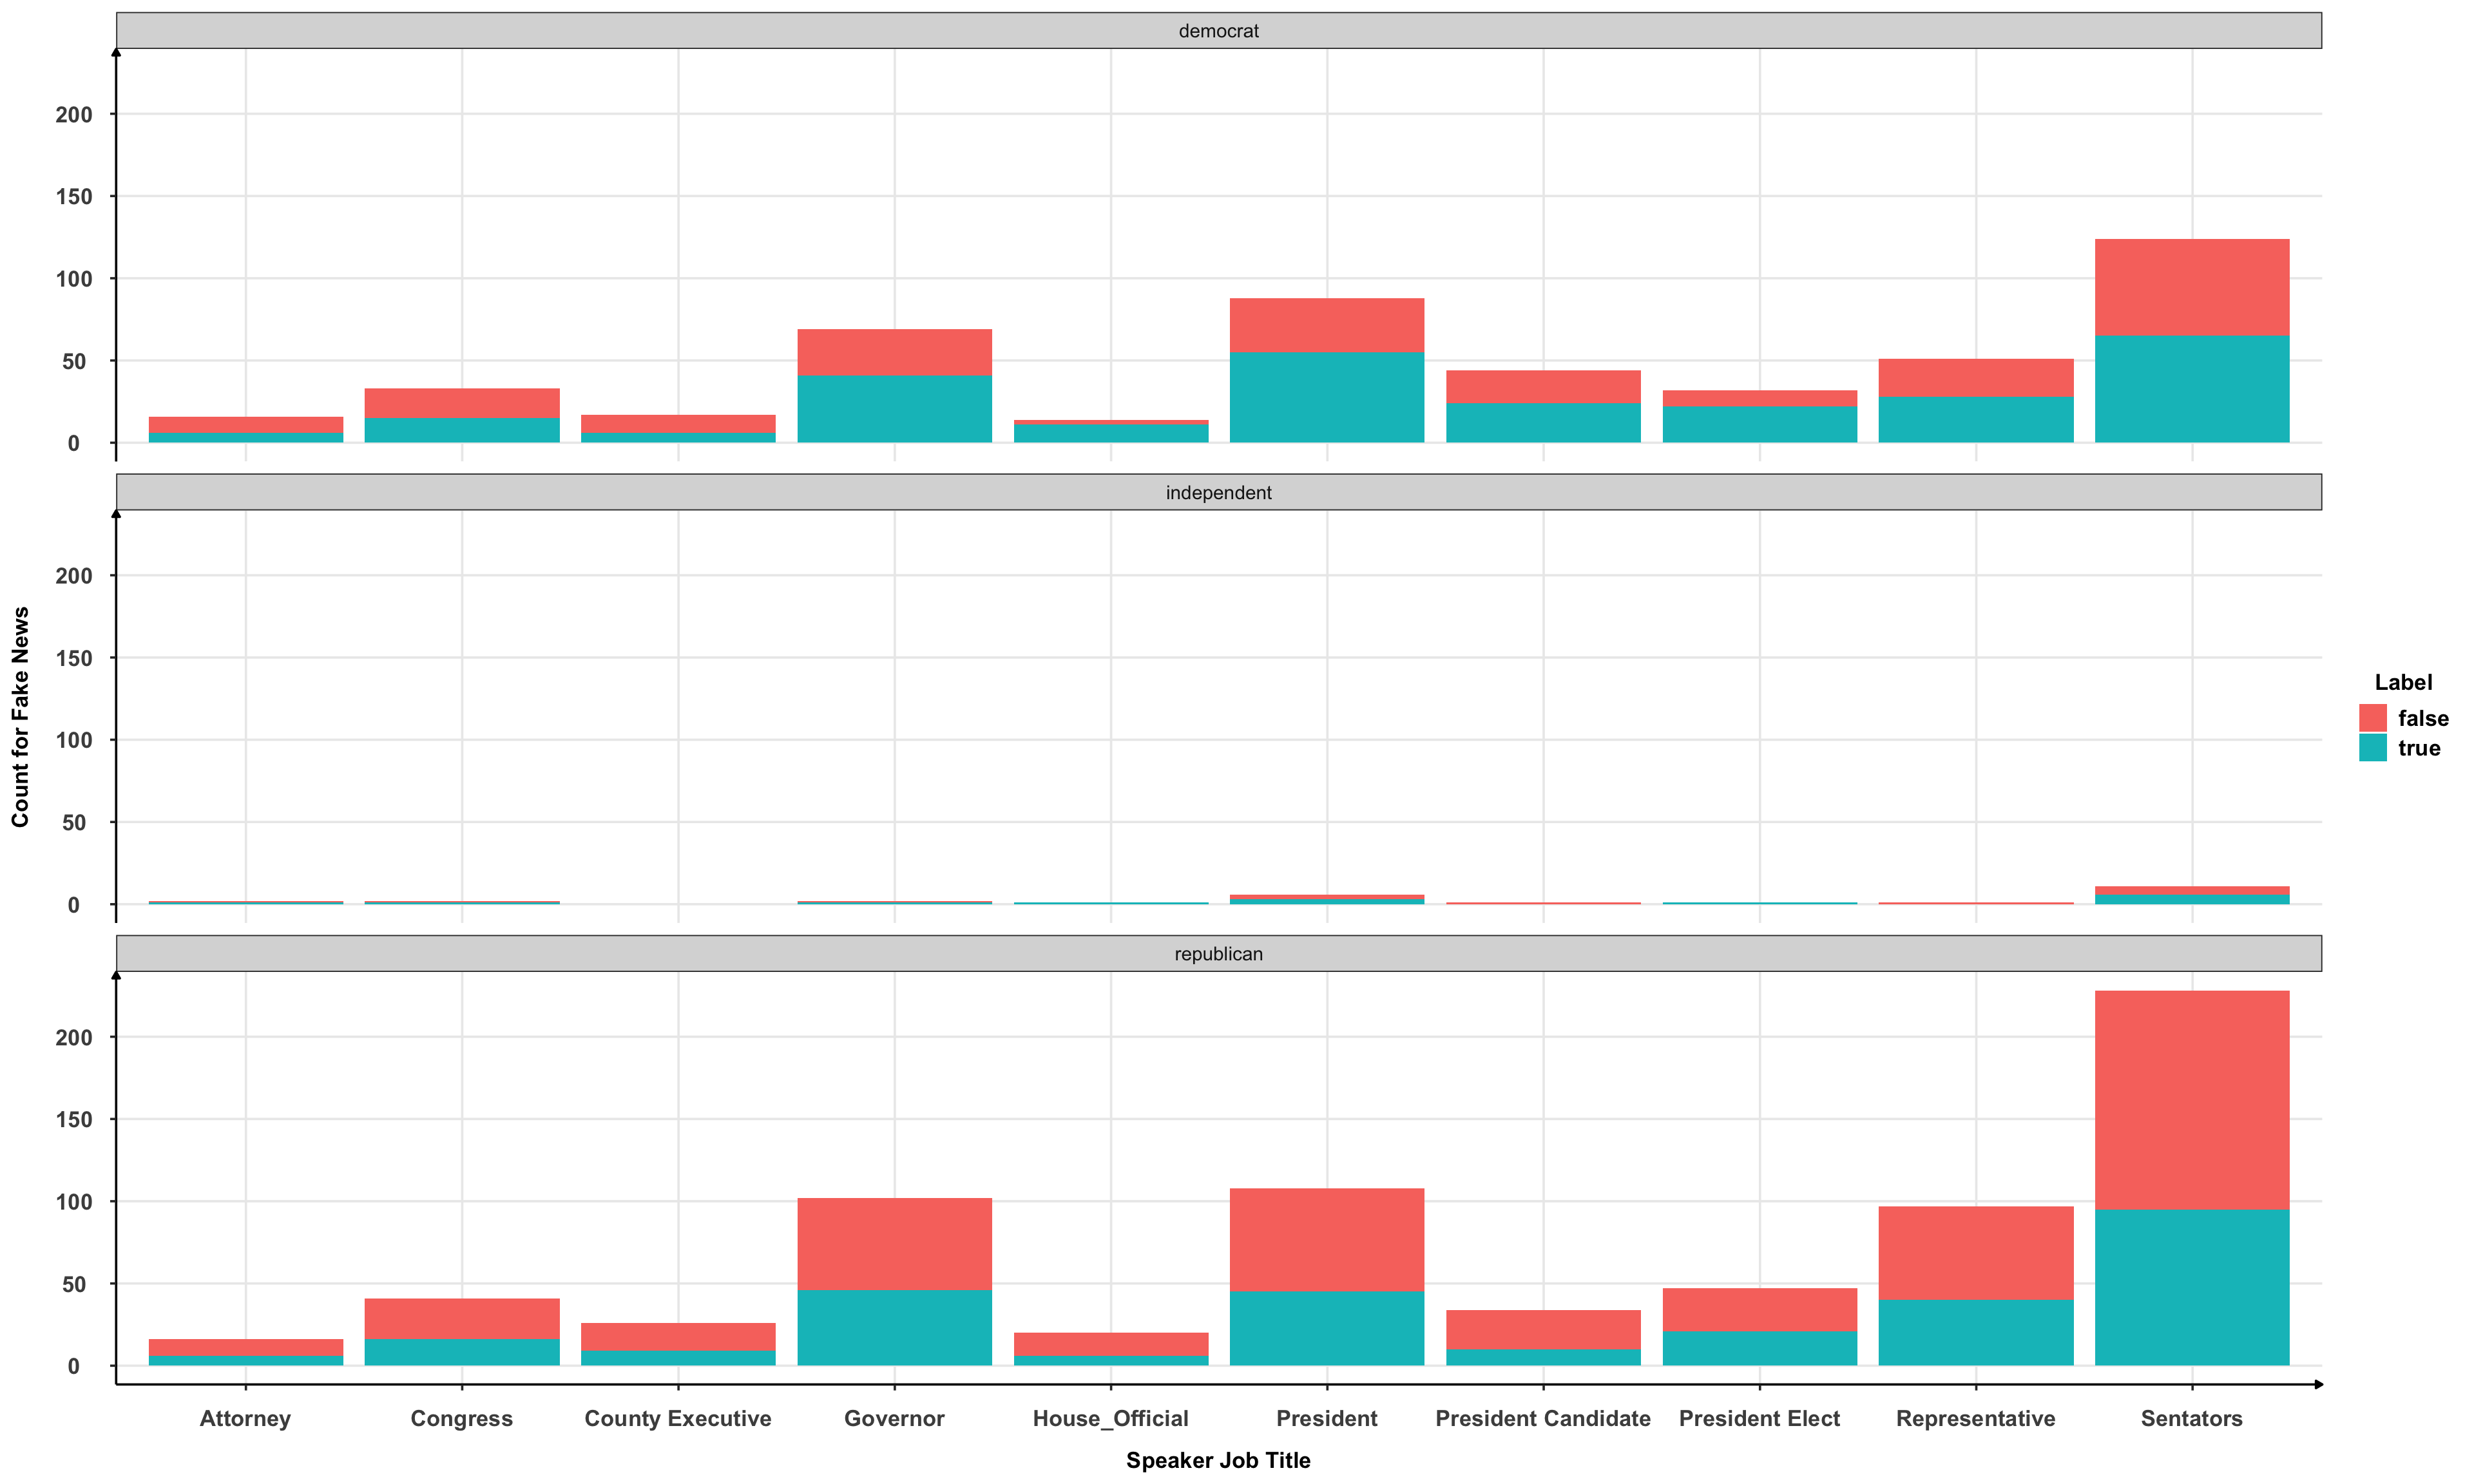 democrat
200
150
100
50
0
independent
200
150
100
50
0
republican
200
150
100
50
0
Count for Fake News
Label
false
true
Attorney Congress County Executive Governor House_Official President President Candidate President Elect Representative Sentators
Speaker Job Title